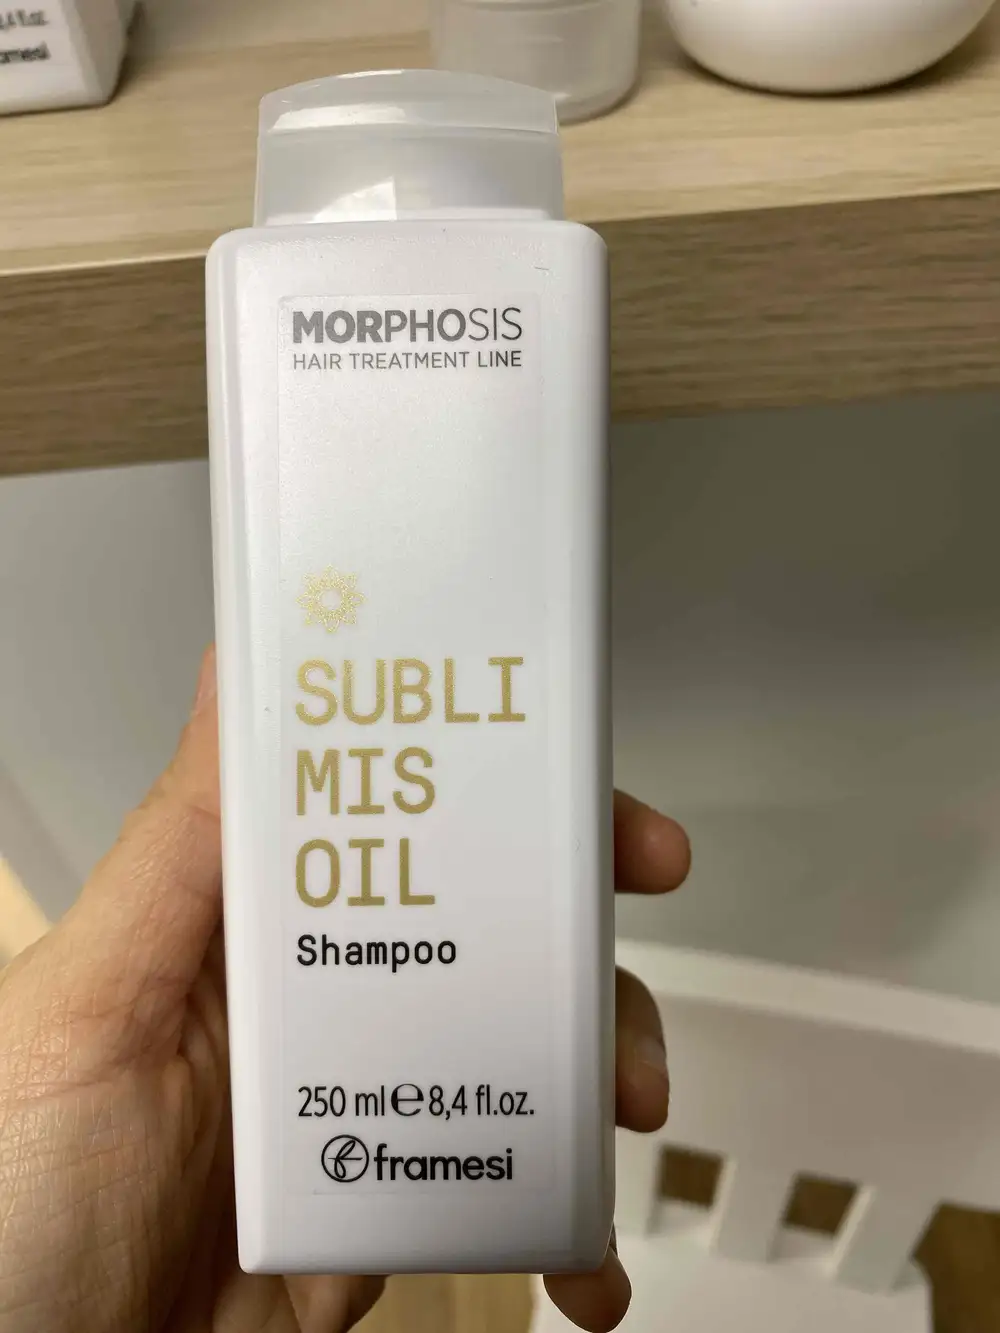 MORPHOSIS
HAIR TREATMENT LINE
SUBLI
MIS
OIL
Shampoo
250 ml ℮ 8,4 fl.oz.
framesi